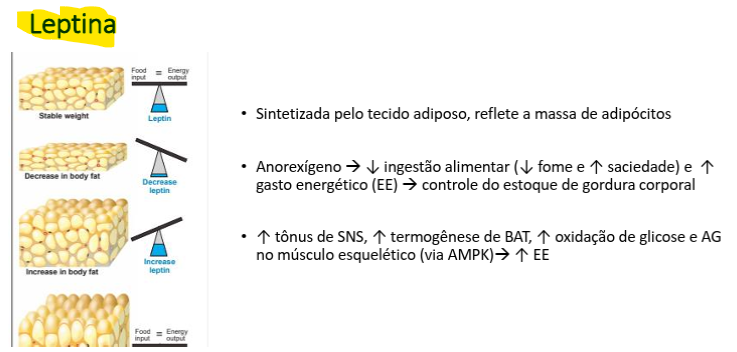 Leptina
Food input = Energy output
Stable weight
Leptin
Decrease in body fat
Decrease leptin
Increase in body fat
Increase leptin
Food input = Energy output
• Sintetizada pelo tecido adiposo, reflete a massa de adipócitos
• Anorexígeno → ↓ ingestão alimentar (↓ fome e ↑ saciedade) e ↑
gasto energético (EE) → controle do estoque de gordura corporal
• ↑ tônus de SNS, ↑ termogênese de BAT, ↑ oxidação de glicose e AG
no músculo esquelético (via AMPK)→ ↑ EE